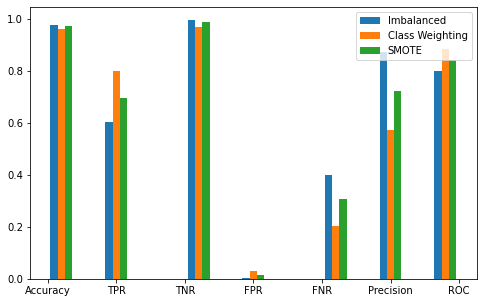 Imbalanced
Class Weighting
SMOTE
1.0
0.8
0.6
0.4
0.2
0.0
Accuracy TPR TNR FPR FNR Precision ROC